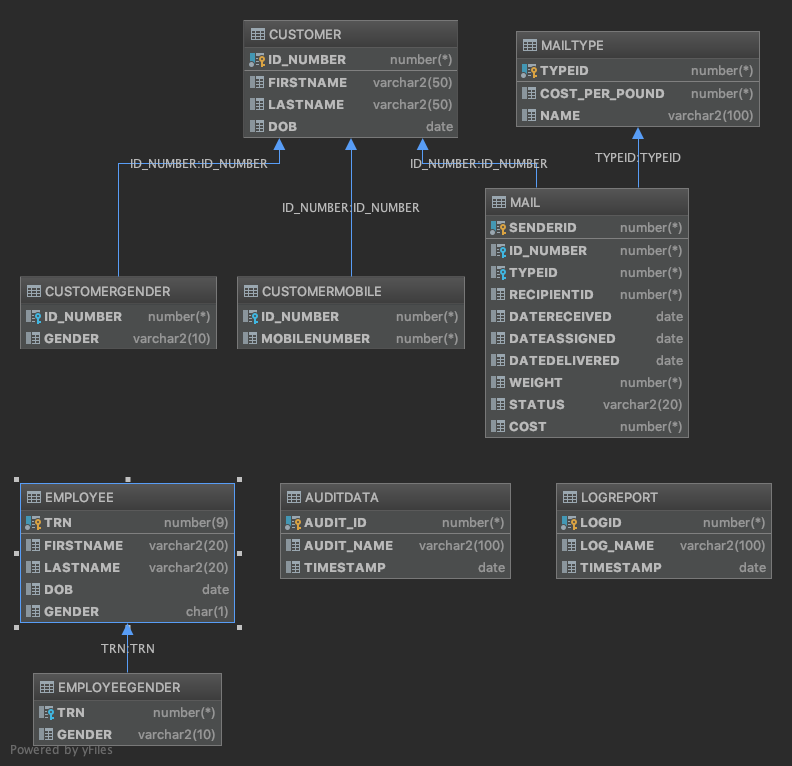 CUSTOMER
ID_NUMBER number(*)
FIRSTNAME varchar2(50)
LASTNAME varchar2(50)
DOB date
MAILTYPE
TYPEID number(*)
COST_PER_POUND number(*)
NAME varchar2(100)
ID_NUMBER:ID_NUMBER
ID_NUMBER:ID_NUMBER
TYPEID:TYPEID
ID_NUMBER:ID_NUMBER
MAIL
SENDERID number(*)
ID_NUMBER number(*)
TYPEID number(*)
RECIPIENTID number(*)
DATERECEIVED date
DATEASSIGNED date
DATEDELIVERED date
WEIGHT number(*)
STATUS varchar2(20)
COST number(*)
CUSTOMERGENDER
ID_NUMBER number(*)
GENDER varchar2(10)
CUSTOMERMOBILE
ID_NUMBER number(*)
MOBILENUMBER number(*)
EMPLOYEE
TRN number(9)
FIRSTNAME varchar2(20)
LASTNAME varchar2(20)
DOB date
GENDER char(1)
AUDITDATA
AUDIT_ID number(*)
AUDIT_NAME varchar2(100)
TIMESTAMP date
LOGREPORT
LOGID number(*)
LOG_NAME varchar2(100)
TIMESTAMP date
TRN:TRN
EMPLOYEEGENDER
TRN number(*)
GENDER varchar2(10)
Powered by yFiles